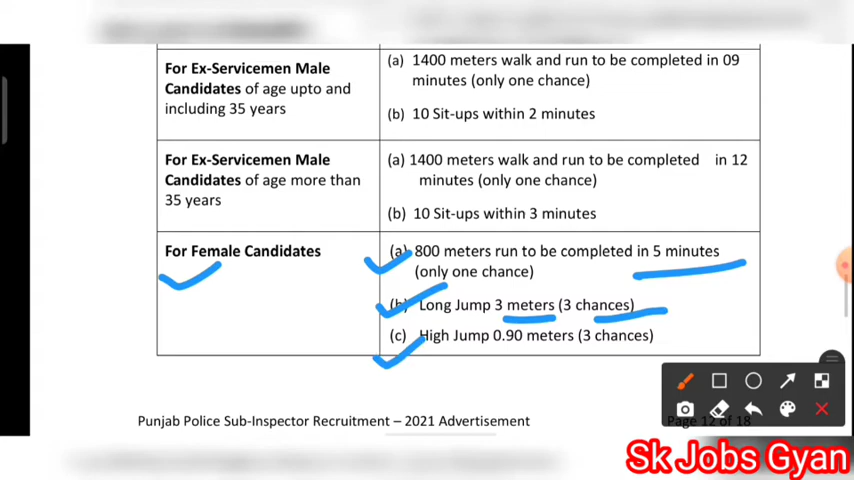 For Ex-Servicemen Male
Candidates of age upto and
including 35 years
(a) 1400 meters walk and run to be completed in 09
minutes (only one chance)
(b) 10 Sit-ups within 2 minutes
For Ex-Servicemen Male
Candidates of age more than
35 years
(a) 1400 meters walk and run to be completed in 12
minutes (only one chance)
(b) 10 Sit-ups within 3 minutes
For Female Candidates
(a) 800 meters run to be completed in 5 minutes
(only one chance)
(b) Long Jump 3 meters (3 chances)
(c) High Jump 0.90 meters (3 chances)
Punjab Police Sub-Inspector Recruitment – 2021 Advertisement
Page 12 of 18
Sk Jobs Gyan